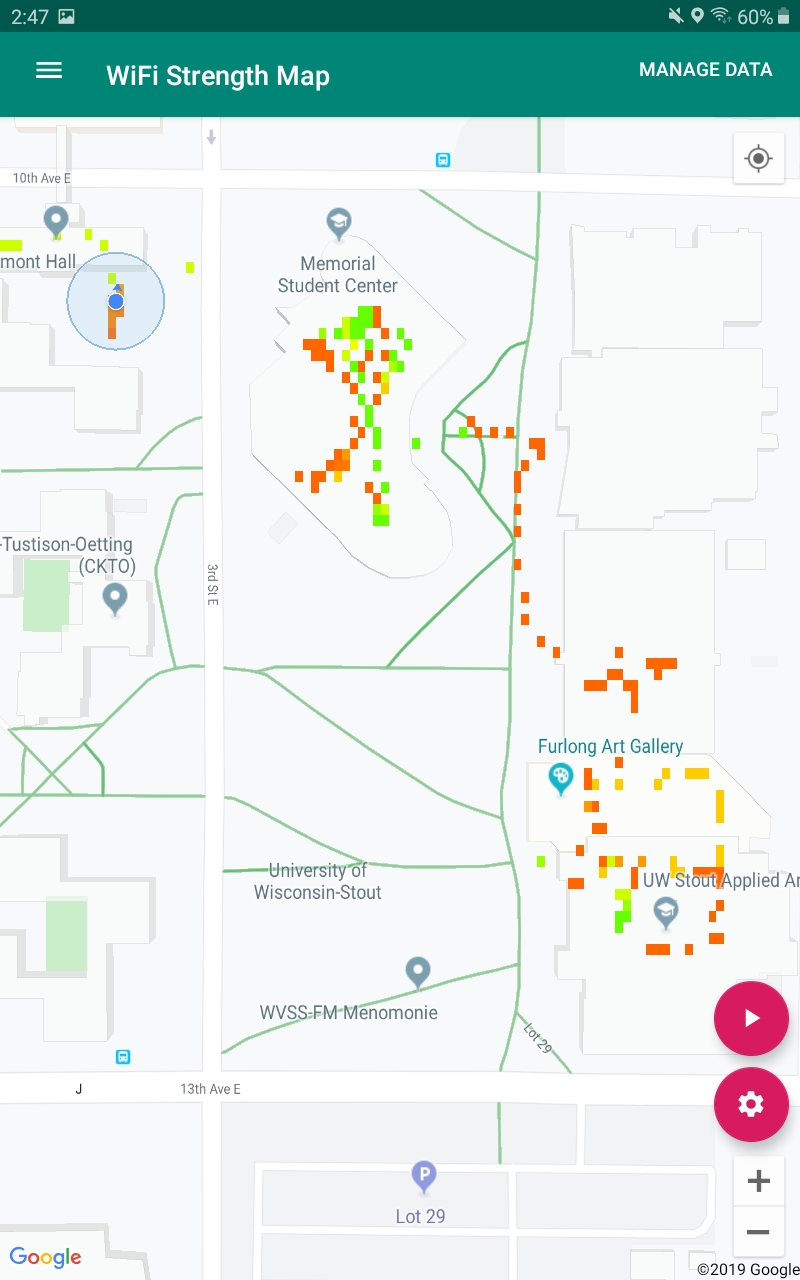 2:47
60%
WiFi Strength Map
MANAGE DATA
10th Ave E
mont Hall
Memorial
Student Center
-Tustison-Oetting
(CKTO)
3rd St E
Furlong Art Gallery
University of
Wisconsin-Stout
UW Stout Applied Ar
WVSS-FM Menomonie
Lot 29
J
13th Ave E
P
Lot 29
+
−
Google
©2019 Google